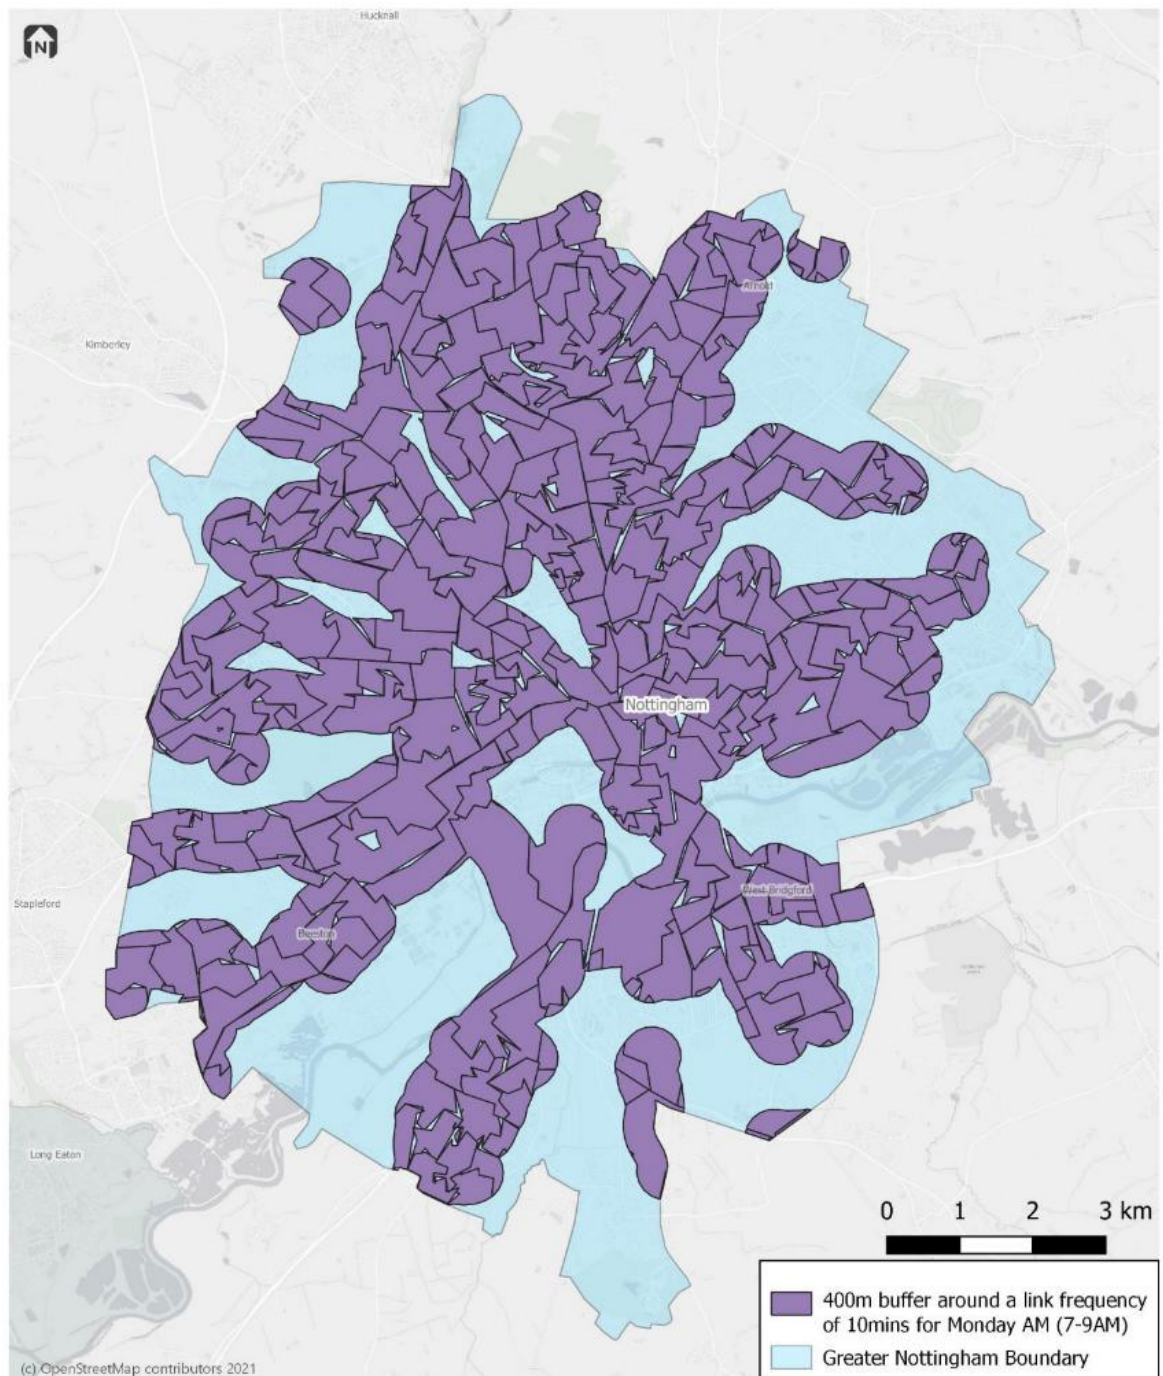 Hucknall
N
Arnold
Kimberley
Nottingham
West Bridgford
Stapleford
Beeston
Long Eaton
0 1 2 3 km
400m buffer around a link frequency
of 10mins for Monday AM (7-9AM)
Greater Nottingham Boundary
(c) OpenStreetMap contributors 2021